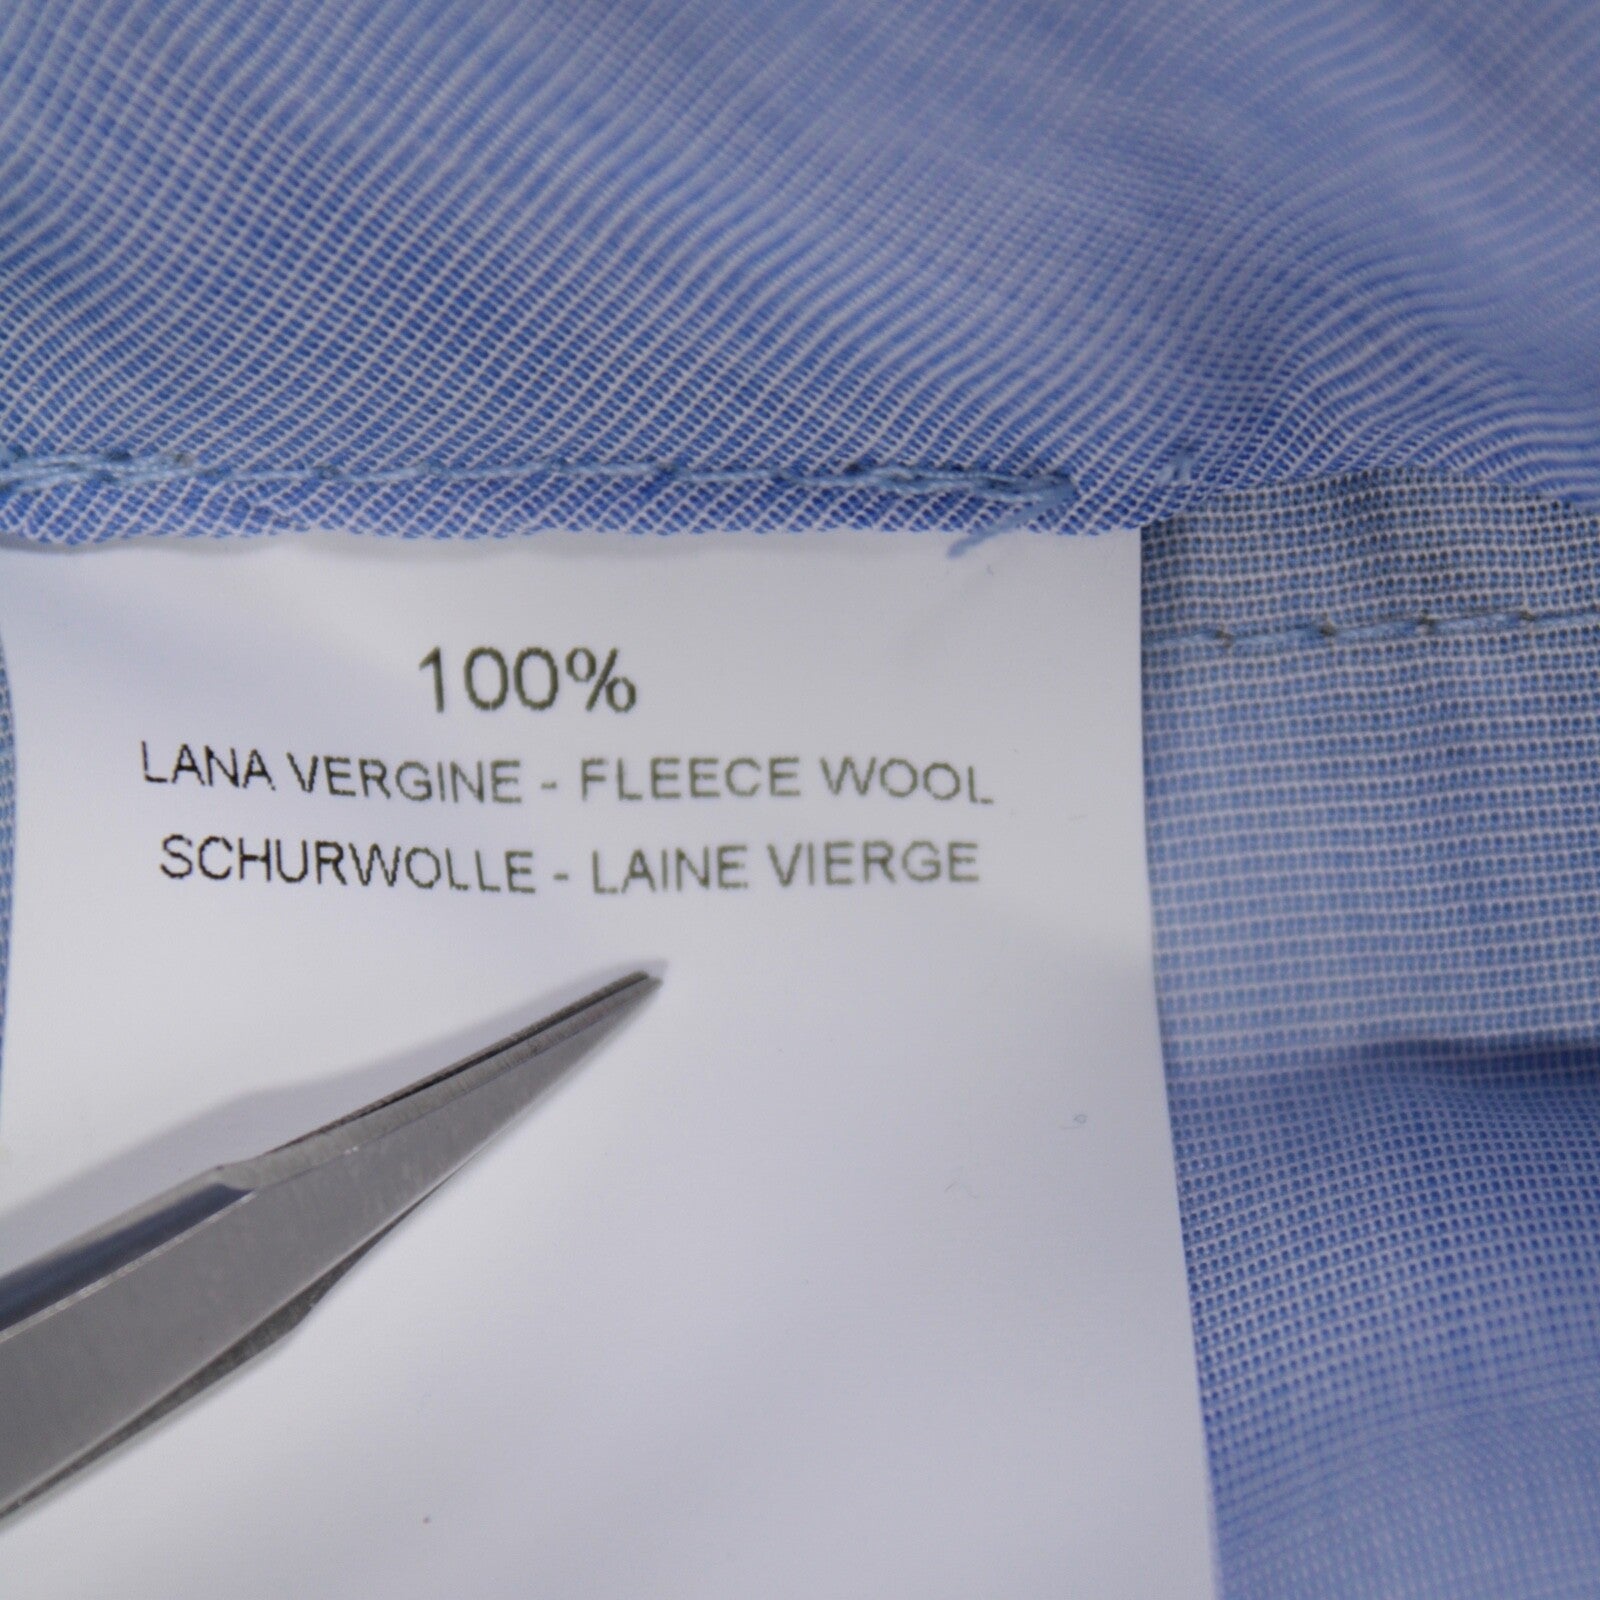 100%
LANA VERGINE - FLEECE WOOL
SCHURWOLLE - LAINE VIERGE